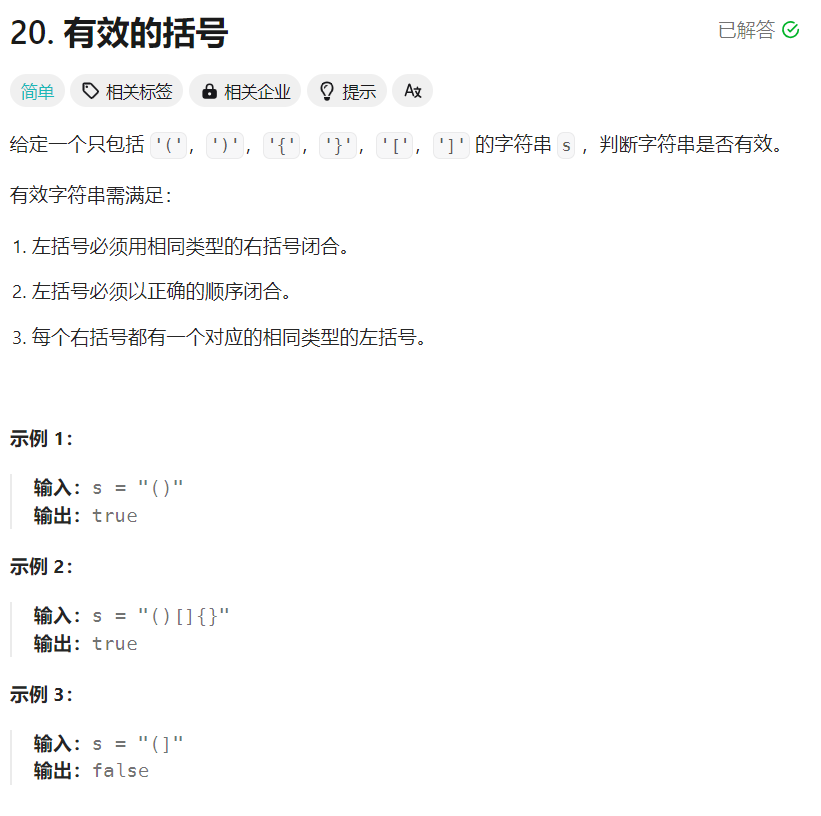 20. 有效的括号
已解答
简单 相关标签 相关企业 提示 Aあ
给定一个只包括 '(', ')', '{', '}', '[', ']' 的字符串 s ，判断字符串是否有效。
有效字符串需满足：
1. 左括号必须用相同类型的右括号闭合。
2. 左括号必须以正确的顺序闭合。
3. 每个右括号都有一个对应的相同类型的左括号。
示例 1：
输入：s = "()"
输出：true
示例 2：
输入：s = "()[]{}"
输出：true
示例 3：
输入：s = "(]"
输出：false